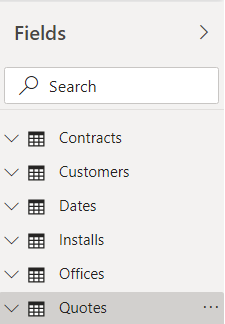 Fields
Search
Contracts
Customers
Dates
Installs
Offices
Quotes